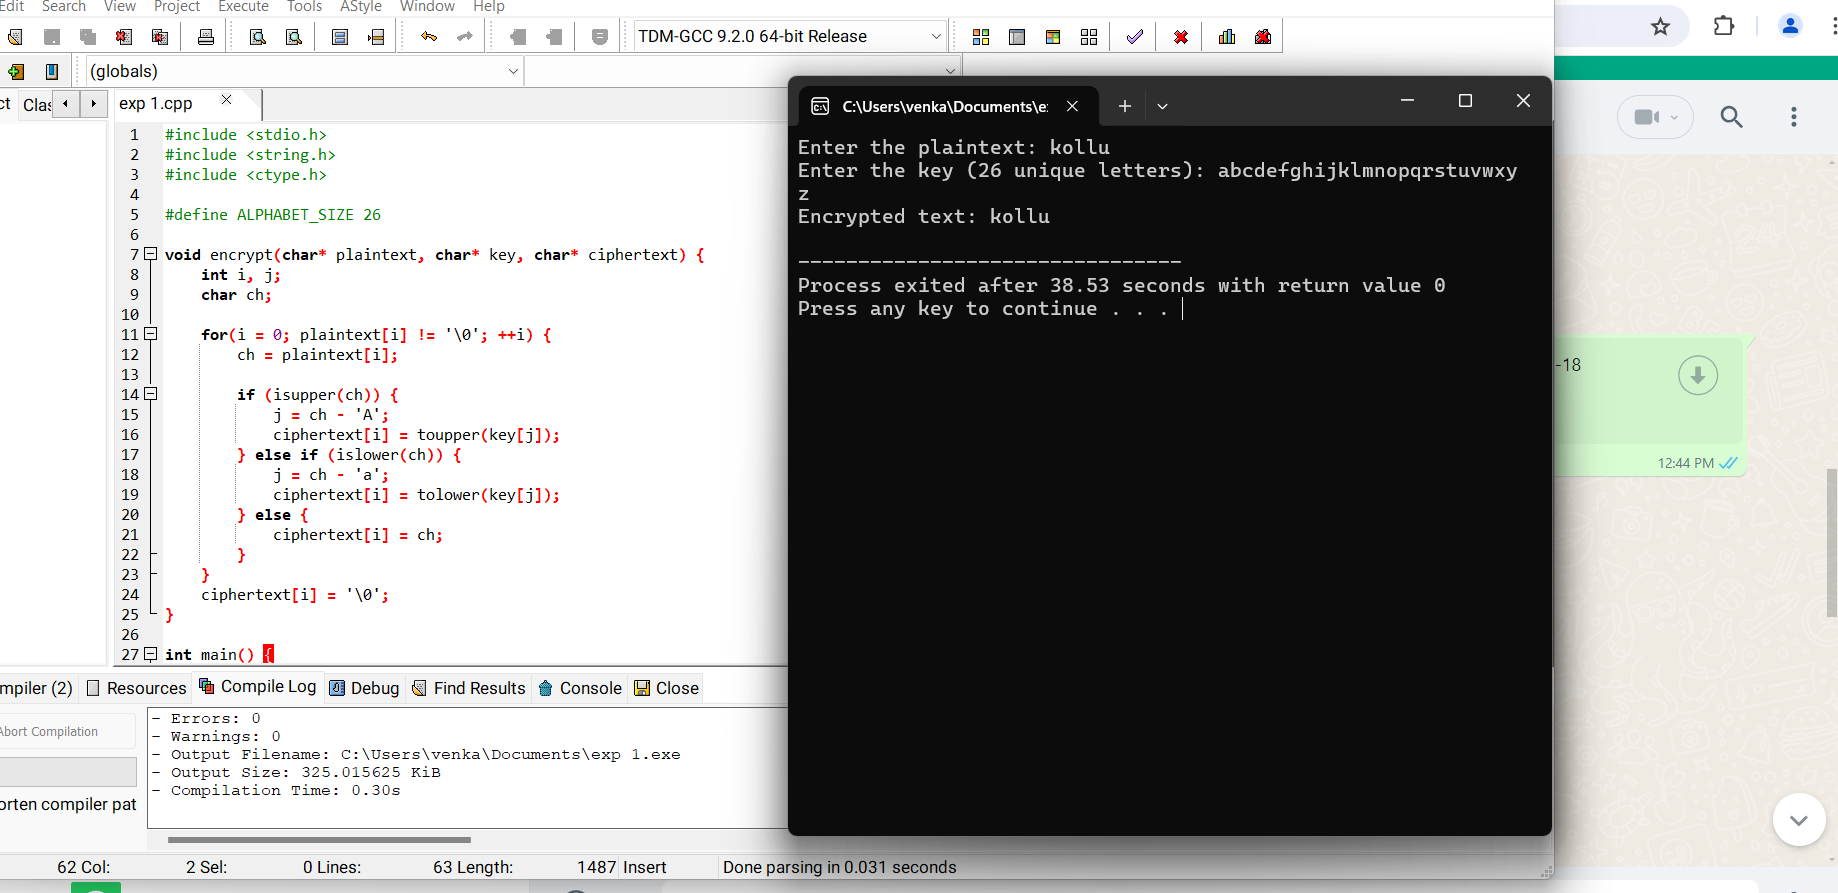 Edit Search View Project Execute Tools AStyle Window Help
TDM-GCC 9.2.0 64-bit Release
(globals)
ct Clas
exp 1.cpp
1 #include <stdio.h>
2 #include <string.h>
3 #include <ctype.h>
4
5 #define ALPHABET_SIZE 26
6
7 void encrypt(char* plaintext, char* key, char* ciphertext) {
8 int i, j;
9 char ch;
10
11 for(i = 0; plaintext[i] != '\0'; ++i) {
12 ch = plaintext[i];
13
14 if (isupper(ch)) {
15 j = ch - 'A';
16 ciphertext[i] = toupper(key[j]);
17 } else if (islower(ch)) {
18 j = ch - 'a';
19 ciphertext[i] = tolower(key[j]);
20 } else {
21 ciphertext[i] = ch;
22 }
23 }
24 ciphertext[i] = '\0';
25 }
26
27 int main() {
C:\Users\venka\Documents\e
Enter the plaintext: kollu
Enter the key (26 unique letters): abcdefghijklmnopqrstuvwxy
z
Encrypted text: kollu
--------------------------------
Process exited after 38.53 seconds with return value 0
Press any key to continue . . .
-18
12:44 PM
mpiler (2) Resources Compile Log Debug Find Results Console Close
Abort Compilation
orten compiler pat
- Errors: 0
- Warnings: 0
- Output Filename: C:\Users\venka\Documents\exp 1.exe
- Output Size: 325.015625 KiB
- Compilation Time: 0.30s
62 Col: 2 Sel: 0 Lines: 63 Length: 1487 Insert Done parsing in 0.031 seconds